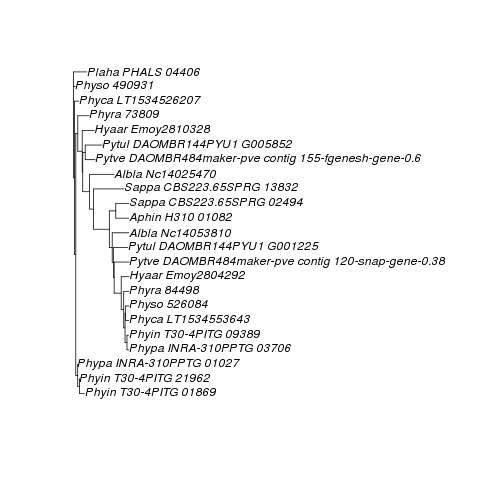 Plaha PHALS 04406
Physo 490931
Phyca LT1534526207
Phyra 73809
Hyaar Emoy2810328
Pytul DAOMBR144PYU1 G005852
Pytve DAOMBR484maker-pve contig 155-fgenesh-gene-0.6
Albla Nc14025470
Sappa CBS223.65SPRG 13832
Sappa CBS223.65SPRG 02494
Aphin H310 01082
Albla Nc14053810
Pytul DAOMBR144PYU1 G001225
Pytve DAOMBR484maker-pve contig 120-snap-gene-0.38
Hyaar Emoy2804292
Phyra 84498
Physo 526084
Phyca LT1534553643
Phyin T30-4PITG 09389
Phypa INRA-310PPTG 03706
Phypa INRA-310PPTG 01027
Phyin T30-4PITG 21962
Phyin T30-4PITG 01869